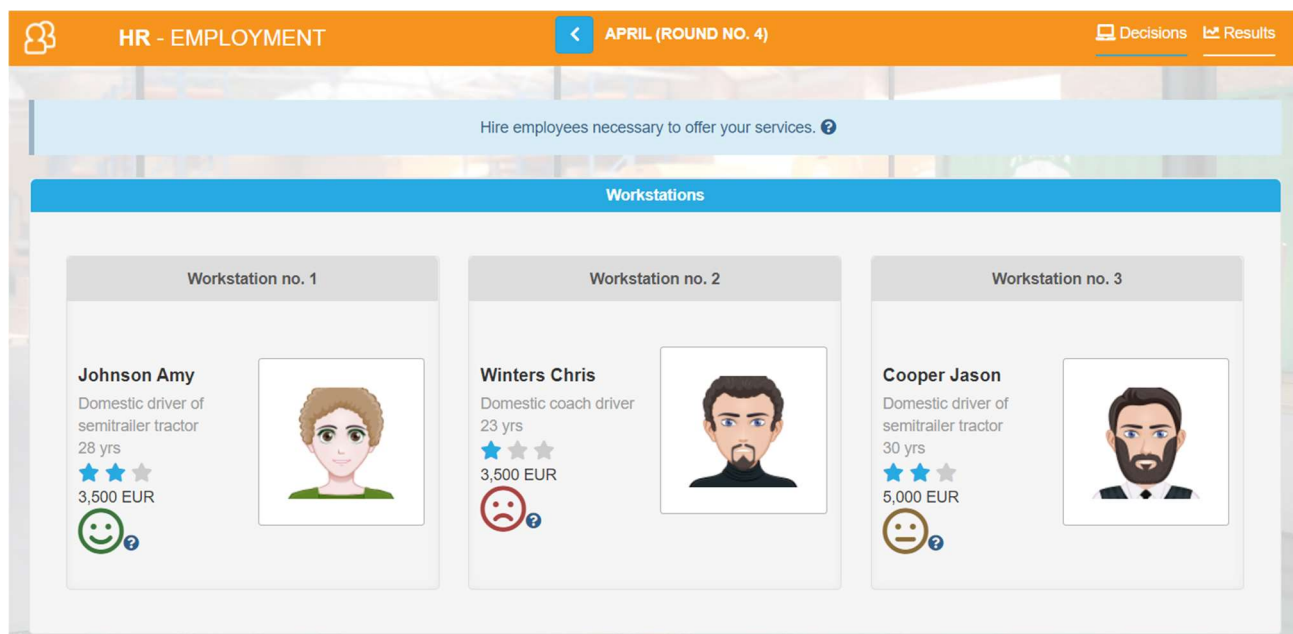 HR - EMPLOYMENT
APRIL (ROUND NO. 4)
Decisions
Results
Hire employees necessary to offer your services.
Workstations
Workstation no. 1
Johnson Amy
Domestic driver of
semitrailer tractor
28 yrs
3,500 EUR
Workstation no. 2
Winters Chris
Domestic coach driver
23 yrs
3,500 EUR
Workstation no. 3
Cooper Jason
Domestic driver of
semitrailer tractor
30 yrs
5,000 EUR